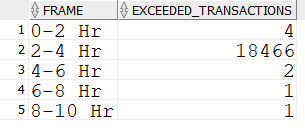 FRAME EXCEEDED_TRANSACTIONS
1 0-2 Hr 4
2 2-4 Hr 18466
3 4-6 Hr 2
4 6-8 Hr 1
5 8-10 Hr 1